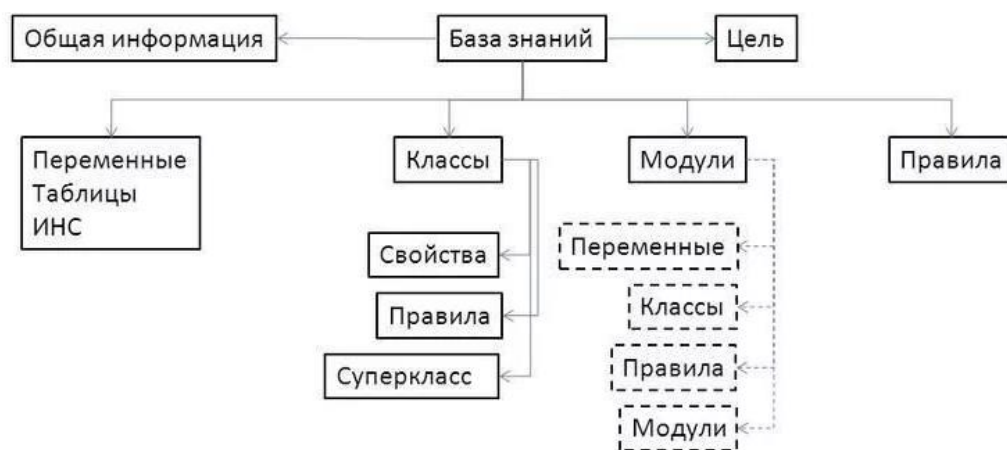 Общая информация
База знаний
Цель
Переменные
Таблицы
ИНС
Классы
Модули
Правила
Свойства
Правила
Суперкласс
Переменные
Классы
Правила
Модули